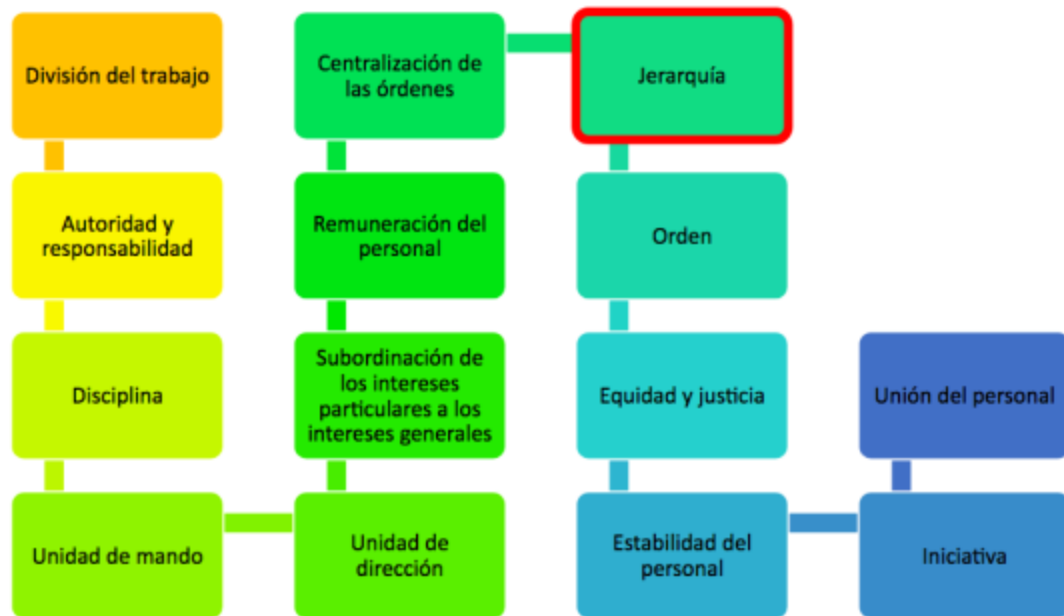 División del trabajo
Autoridad y
responsabilidad
Disciplina
Unidad de mando
Unidad de
dirección
Subordinación de
los intereses
particulares a los
intereses generales
Remuneración del
personal
Centralización de
las órdenes
Jerarquía
Orden
Equidad y justicia
Estabilidad del
personal
Iniciativa
Unión del personal